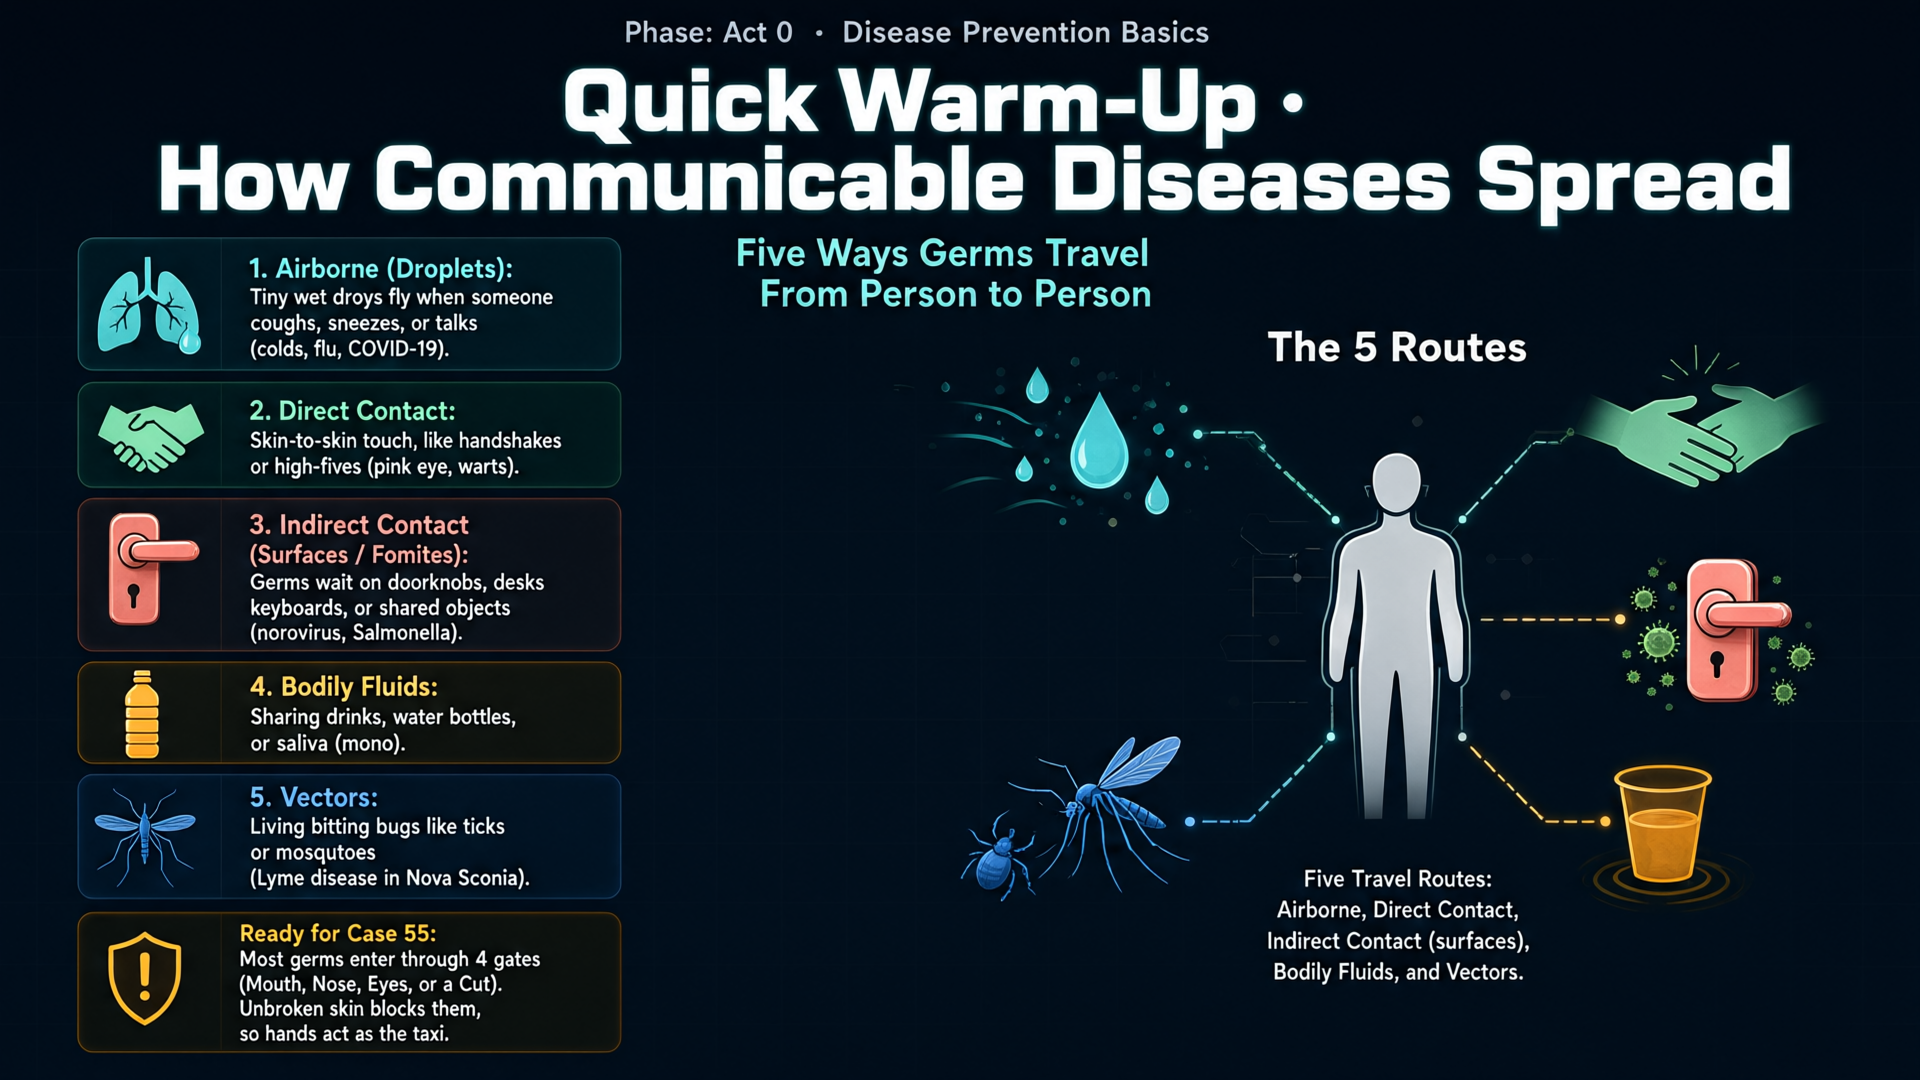 Phase: Act 0 • Disease Prevention Basics
Quick Warm-Up •
How Communicable Diseases Spread
Five Ways Germs Travel
From Person to Person
1. Airborne (Droplets):
Tiny wet droys fly when someone
coughs, sneezes, or talks
(colds, flu, COVID-19).
2. Direct Contact:
Skin-to-skin touch, like handshakes
or high-fives (pink eye, warts).
3. Indirect Contact
(Surfaces / Fomites):
Germs wait on doorknobs, desks
keyboards, or shared objects
(norovirus, Salmonella).
4. Bodily Fluids:
Sharing drinks, water bottles,
or saliva (mono).
5. Vectors:
Living bitting bugs like ticks
or mosqutoes
(Lyme disease in Nova Sconia).
Ready for Case 55:
Most germs enter through 4 gates
(Mouth, Nose, Eyes, or a Cut).
Unbroken skin blocks them,
so hands act as the taxi.
The 5 Routes
Five Travel Routes:
Airborne, Direct Contact,
Indirect Contact (surfaces),
Bodily Fluids, and Vectors.